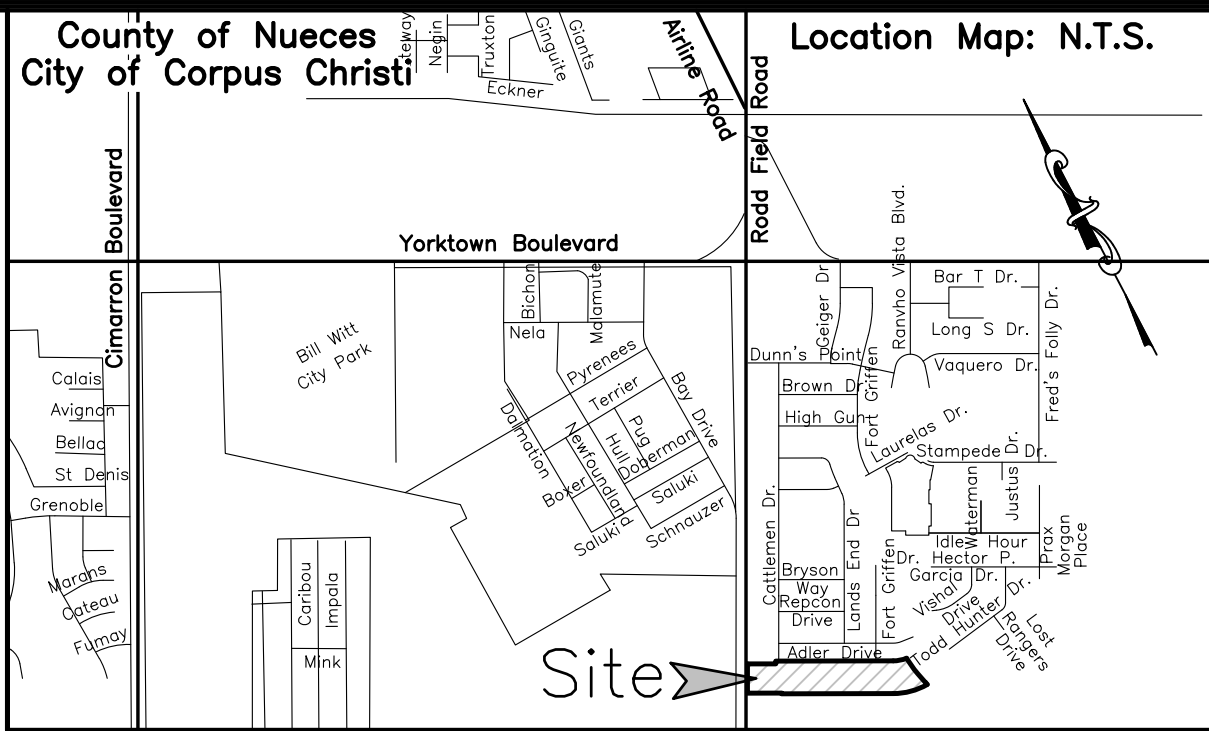 County of Nueces
City of Corpus Christi
Location Map: N.T.S.
teway
Negin
Truxton
Ginguite
Giants
Eckner
Airline Road
Rodd Field Road
Cimarron Boulevard
Yorktown Boulevard
Bill Witt
City Park
Calais
Avignon
Bellac
St Denis
Grenoble
Marans
Cateau
Fumay
Caribou
Impala
Mink
Bichon
Malamute
Nela
Pyrenees
Terrier
Bay Drive
Dalmation
Newfoundland
Hull
Pug
Doberman
Boxer
Saluki
Saluki
Schnauzer
Geiger Dr
Ranvho Vista Blvd.
Bar T Dr.
Long S Dr.
Vaquero Dr.
Fred's Folly Dr.
Dunn's Point
Brown Dr.
High Gun
Fort Griffen
Laurelas Dr.
Stampede Dr.
Justus Dr.
Waterman
Idle Hour
Dr. Hector P.
Garcia Dr.
Prax
Morgan
Place
Cattlemen Dr.
Lands End Dr
Fort Griffen
Bryson
Way
Repcon
Drive
Adler Drive
Vishal
Drive
Todd Hunter Dr.
Lost
Rangers
Drive
Site